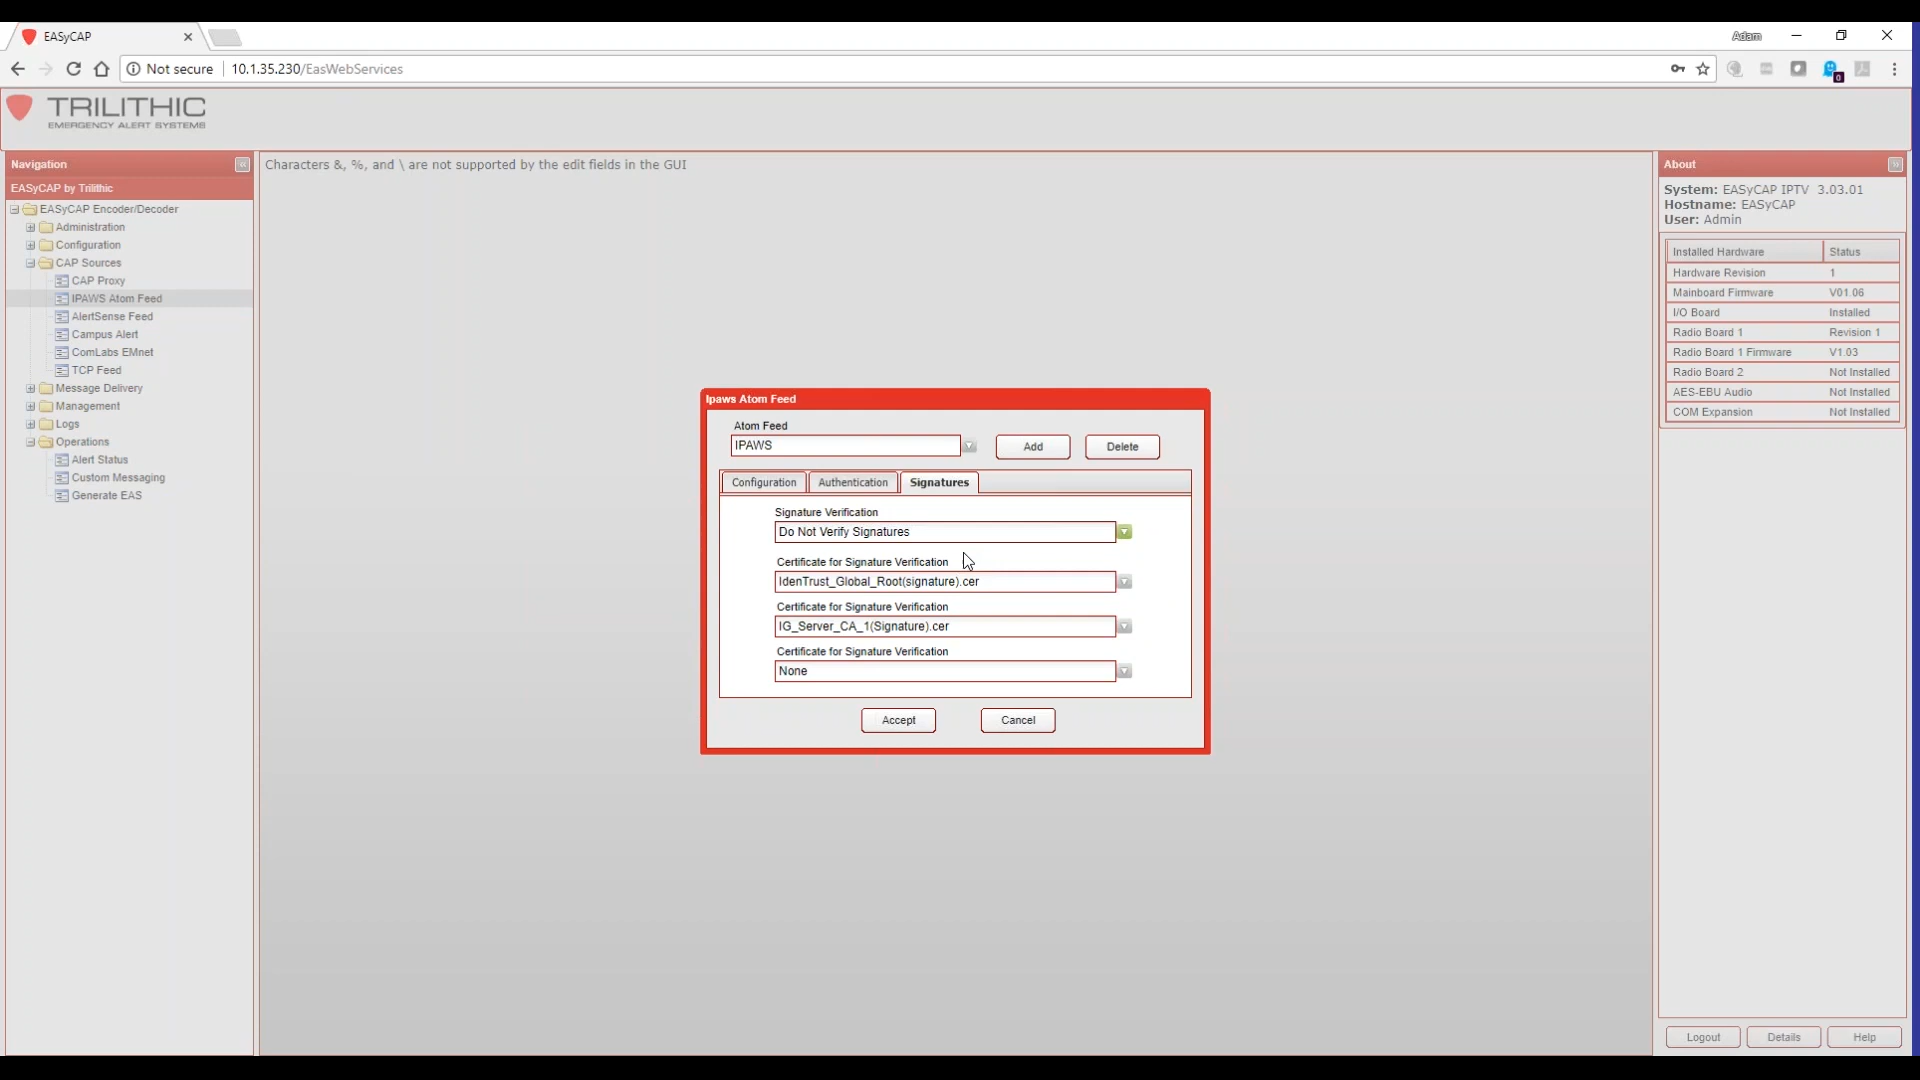 EASyCAP
Adam
Not secure
10.1.35.230/EasWebServices
0
TRILITHIC
EMERGENCY ALERT SYSTEMS
Navigation
EASyCAP by Trilithic
EASyCAP Encoder/Decoder
Administration
Configuration
CAP Sources
CAP Proxy
IPAWS Atom Feed
AlertSense Feed
Campus Alert
ComLabs EMnet
TCP Feed
Message Delivery
Management
Logs
Operations
Alert Status
Custom Messaging
Generate EAS
Characters &, %, and \ are not supported by the edit fields in the GUI
Ipaws Atom Feed
Atom Feed
IPAWS
Add
Delete
Configuration
Authentication
Signatures
Signature Verification
Do Not Verify Signatures
Certificate for Signature Verification
IdenTrust_Global_Root(signature).cer
Certificate for Signature Verification
IG_Server_CA_1(Signature).cer
Certificate for Signature Verification
None
Accept
Cancel
About
System: EASyCAP IPTV 3.03.01
Hostname: EASyCAP
User: Admin
Installed Hardware Status
Hardware Revision 1
Mainboard Firmware V01.06
I/O Board Installed
Radio Board 1 Revision 1
Radio Board 1 Firmware V1.03
Radio Board 2 Not Installed
AES-EBU Audio Not Installed
COM Expansion Not Installed
Logout
Details
Help